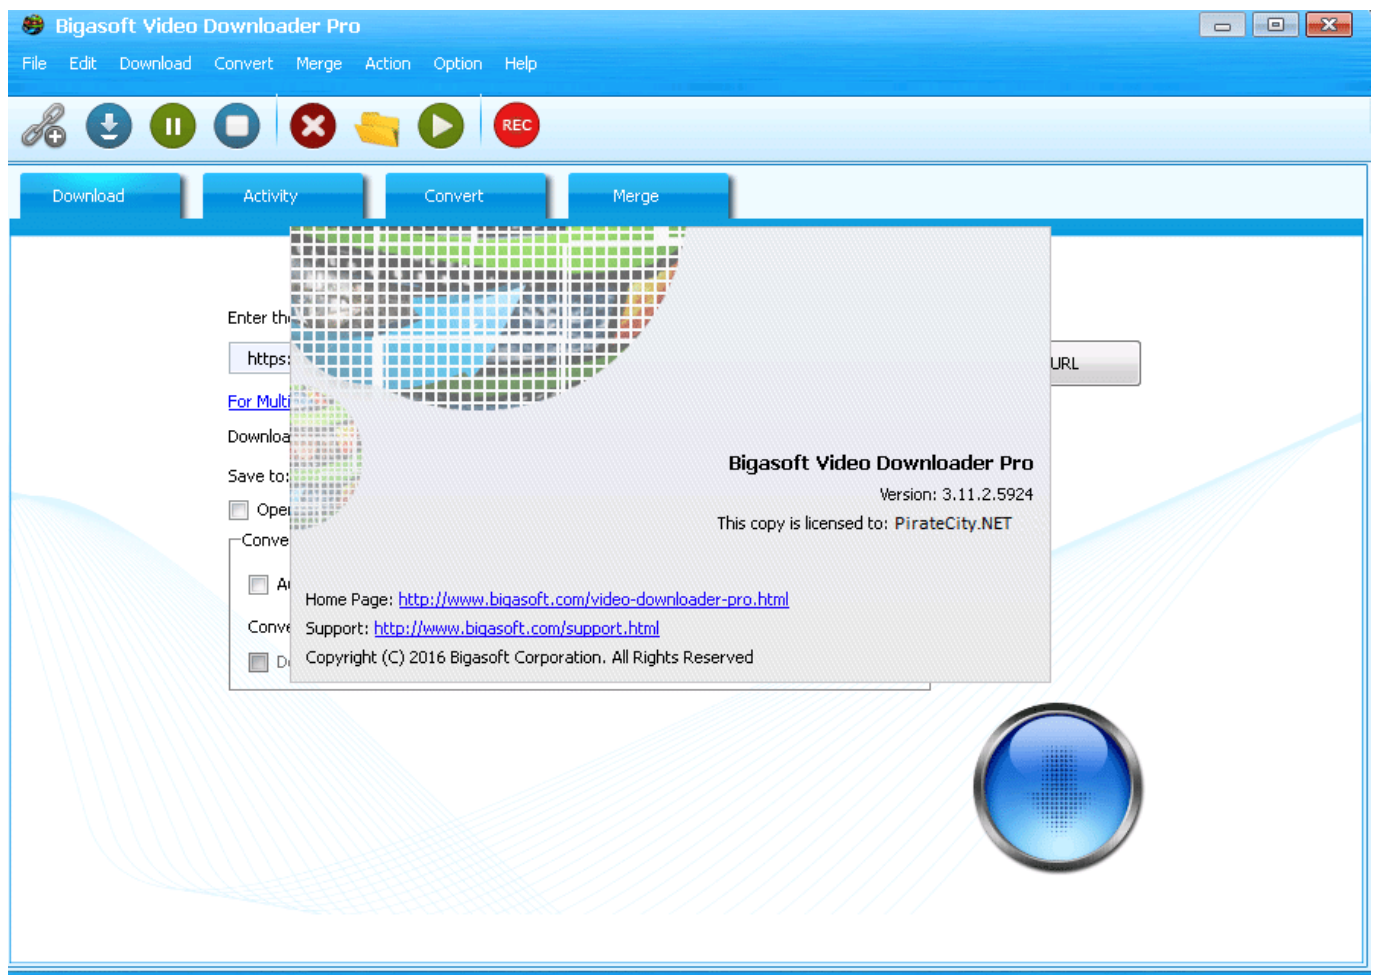 Bigasoft Video Downloader Pro
File Edit Download Convert Merge Action Option Help
REC
Download Activity Convert Merge
Enter the
https: URL
For Multi
Downloa
Save to:
Ope
Conve
Conve
Bigasoft Video Downloader Pro
Version: 3.11.2.5924
This copy is licensed to: PirateCity.NET
Home Page: http://www.bigasoft.com/video-downloader-pro.html
Support: http://www.bigasoft.com/support.html
Copyright (C) 2016 Bigasoft Corporation. All Rights Reserved